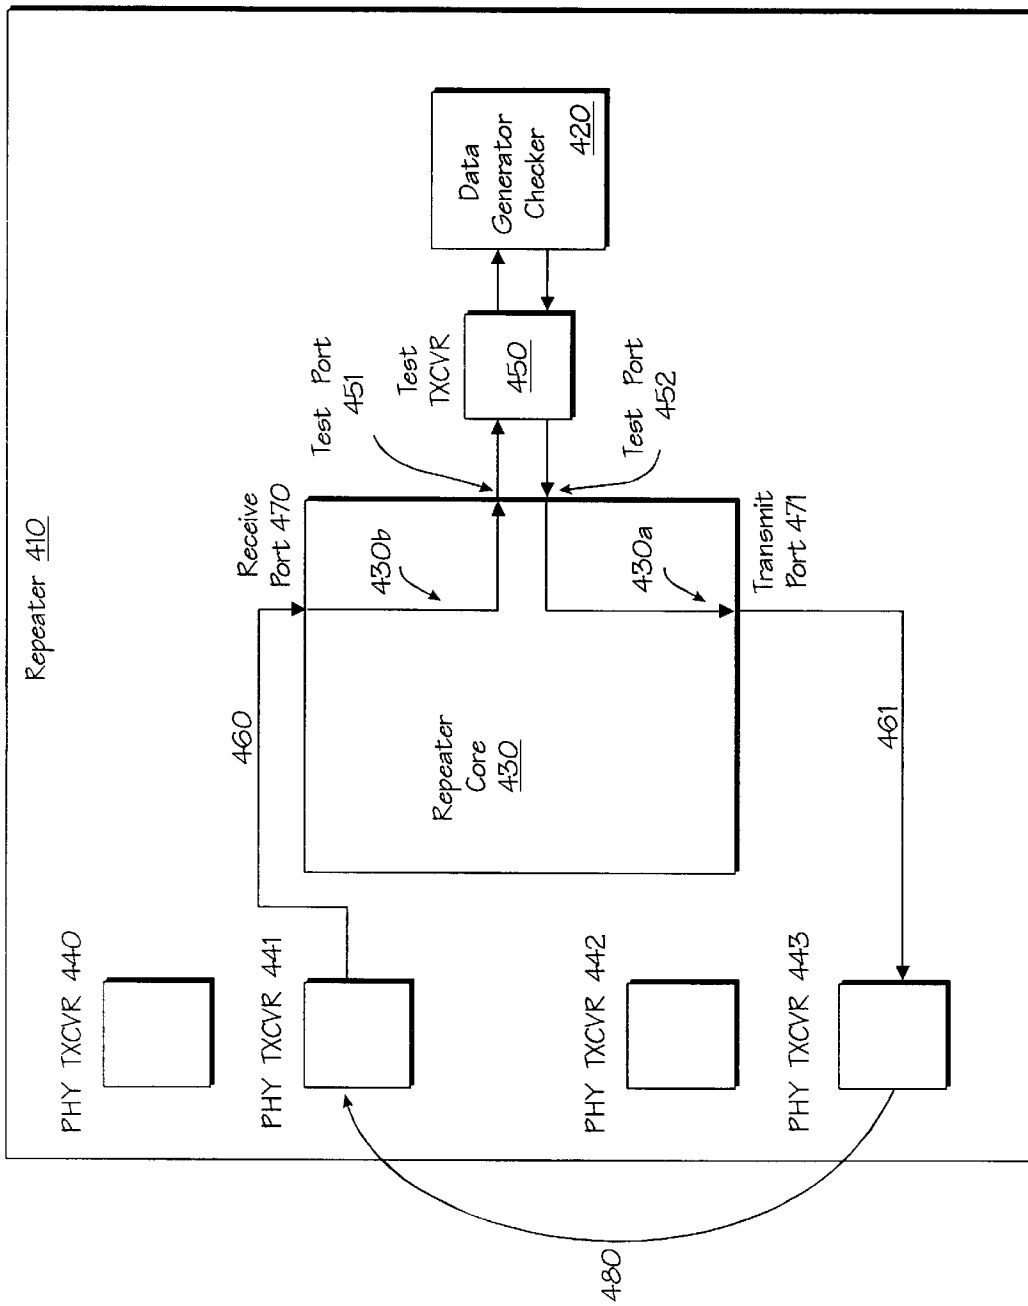 Repeater 410
PHY TXCVR 440
PHY TXCVR 441
PHY TXCVR 442
PHY TXCVR 443
460
Receive
Port 470
430b
Repeater
Core
430
430a
Transmit
Port 471
461
480
Test Port
451
Test
TXCVR
450
Test Port
452
Data
Generator
Checker
420